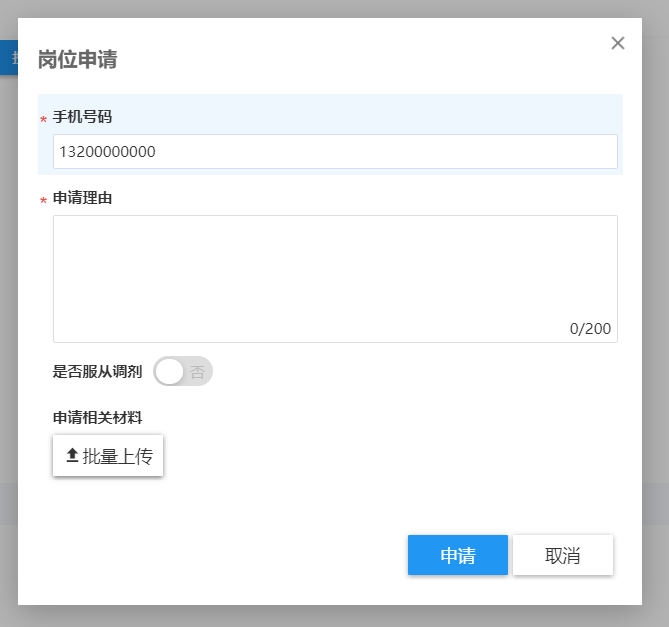 岗位申请
* 手机号码
13200000000
* 申请理由
0/200
是否服从调剂 否
申请相关材料
批量上传
申请 取消